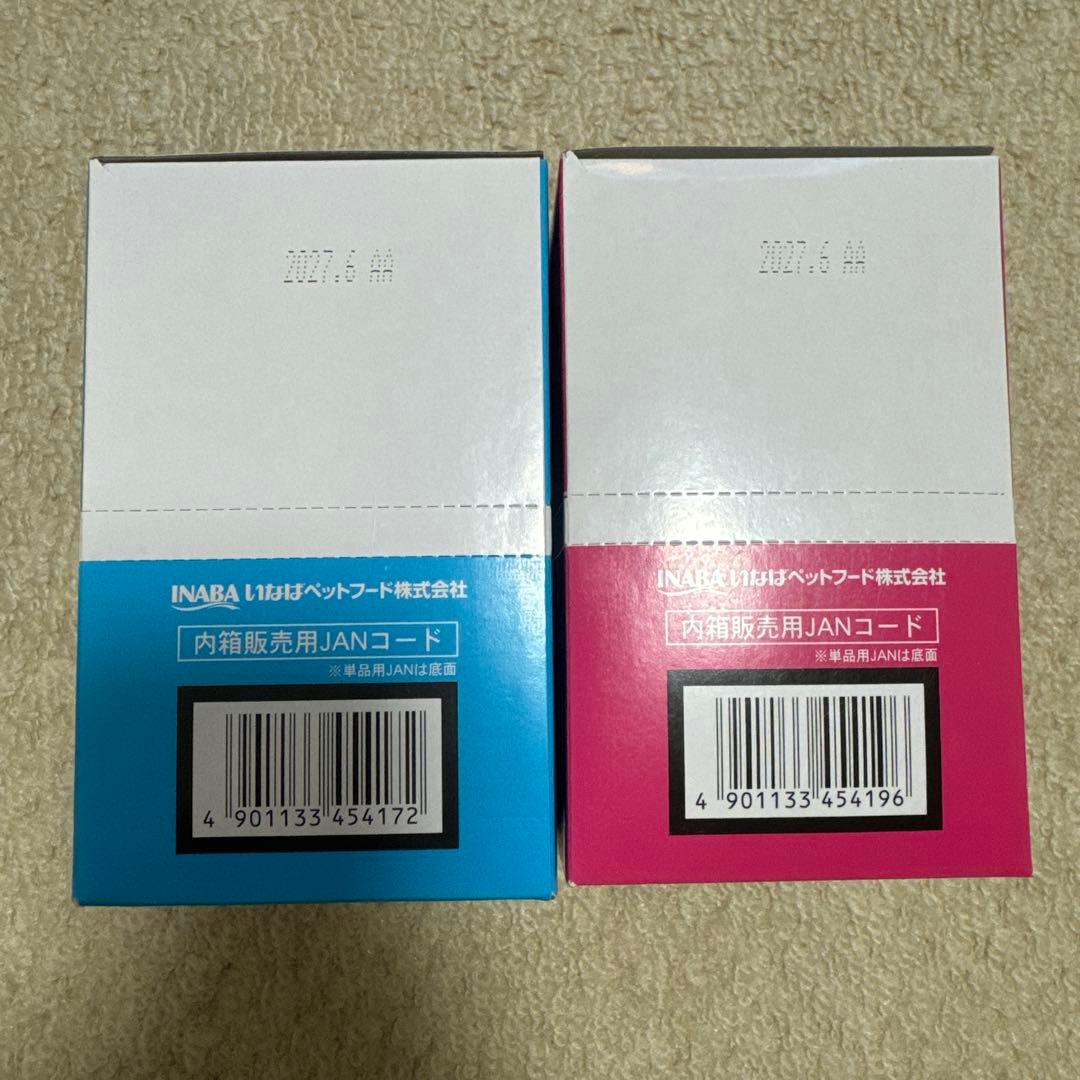 2027.6 AA
INABA いなばペットフード株式会社
内箱販売用JANコード
※単品用JANは底面
4 901133 454172
2027.6 AA
INABA いなばペットフード株式会社
内箱販売用JANコード
※単品用JANは底面
4 901133 454196